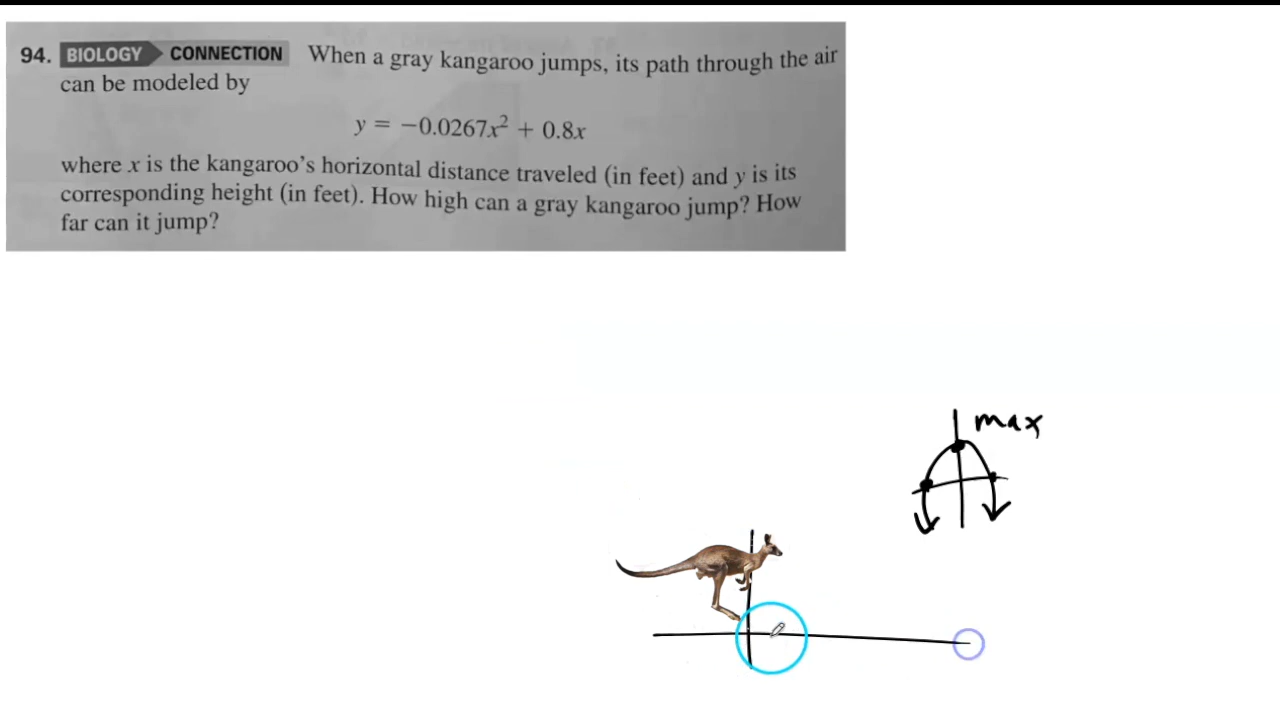 94. BIOLOGY CONNECTION When a gray kangaroo jumps, its path through the air
can be modeled by
y = −0.0267x² + 0.8x
where x is the kangaroo's horizontal distance traveled (in feet) and y is its
corresponding height (in feet). How high can a gray kangaroo jump? How
far can it jump?
max